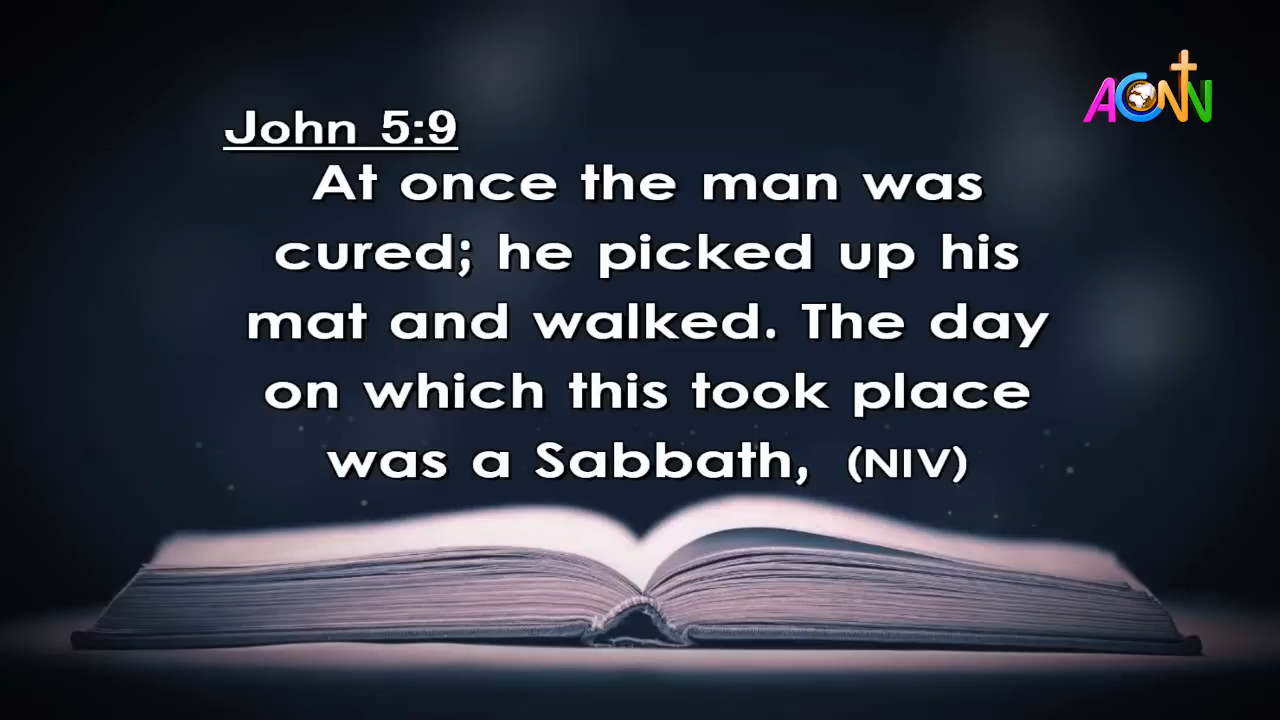 ACNN
John 5:9
At once the man was
cured; he picked up his
mat and walked. The day
on which this took place
was a Sabbath, (NIV)